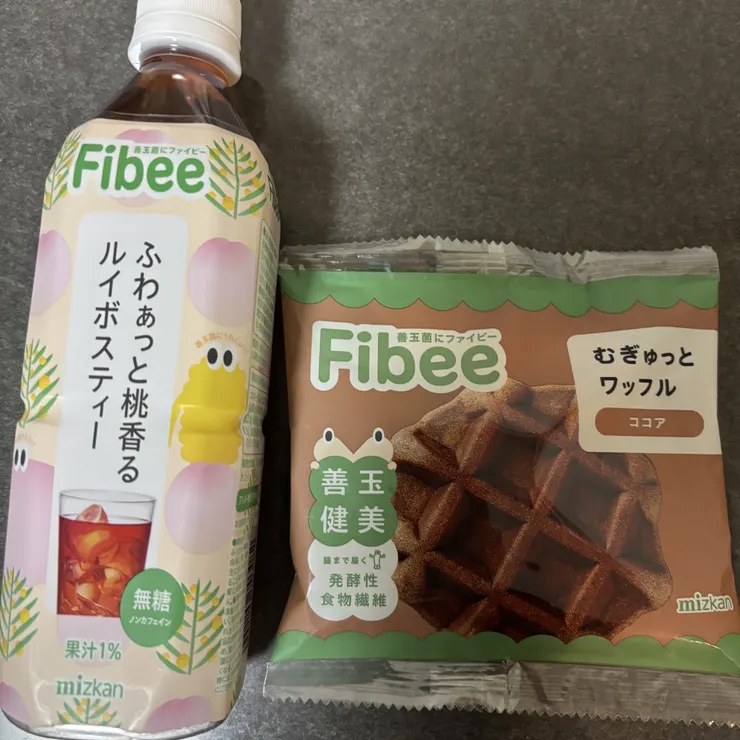 善玉菌にファイビー
Fibee
ふわぁっと桃香る
ルイボスティー
無糖
ノンカフェイン
果汁1%
mizkan
善玉菌にファイビー
Fibee
むぎゅっと
ワッフル
ココア
善玉
健美
腸まで届く
発酵性
食物繊維
mizkan